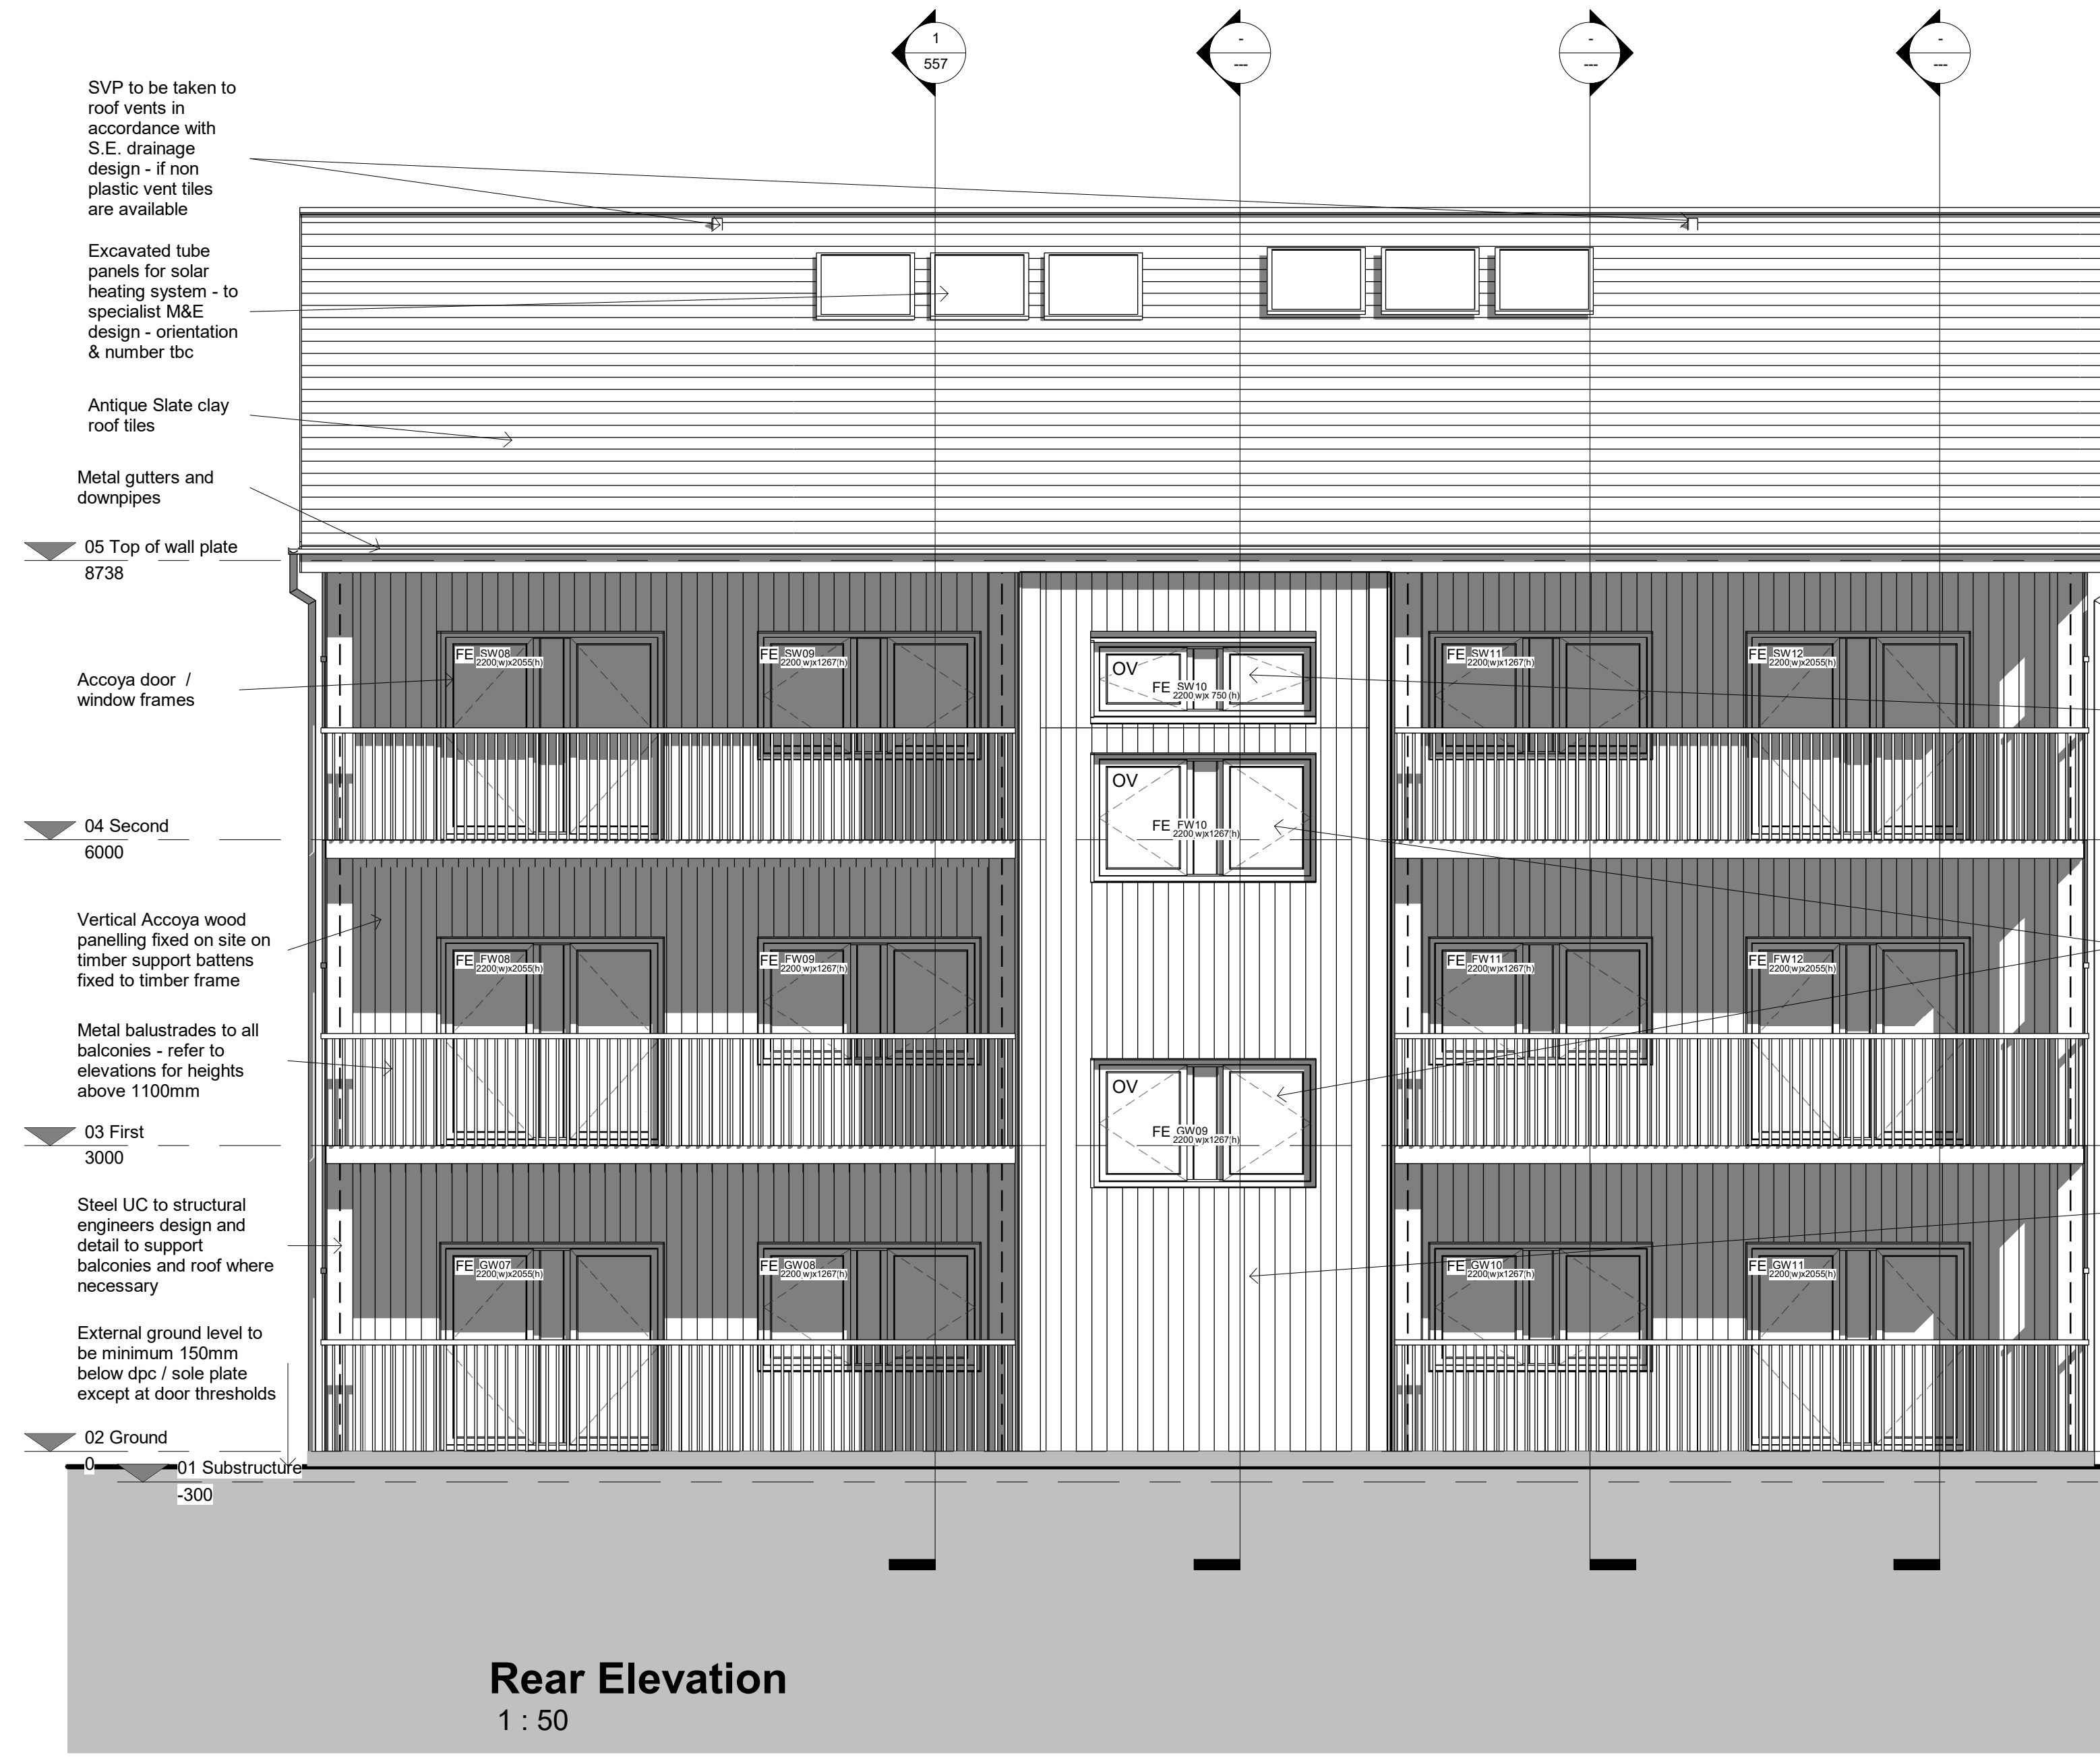 1
557
-
---
-
---
-
---
SVP to be taken to
roof vents in
accordance with
S.E. drainage
design - if non
plastic vent tiles
are available
Excavated tube
panels for solar
heating system - to
specialist M&E
design - orientation
& number tbc
Antique Slate clay
roof tiles
Metal gutters and
downpipes
05 Top of wall plate
8738
Accoya door  /
window frames
FE SW08
2200(w)x2055(h)
FE SW09
2200(w)x1267(h)
OV
FE SW10
2200(w)x 750 (h)
FE SW11
2200(w)x1267(h)
FE SW12
2200(w)x2055(h)
OV
FE FW10
2200(w)x1267(h)
04 Second
6000
Vertical Accoya wood
panelling fixed on site on
timber support battens
fixed to timber frame
FE FW08
2200(w)x2055(h)
FE FW09
2200(w)x1267(h)
FE FW11
2200(w)x1267(h)
FE FW12
2200(w)x2055(h)
Metal balustrades to all
balconies - refer to
elevations for heights
above 1100mm
OV
FE GW09
2200(w)x1267(h)
03 First
3000
Steel UC to structural
engineers design and
detail to support
balconies and roof where
necessary
FE GW07
2200(w)x2055(h)
FE GW08
2200(w)x1267(h)
FE GW10
2200(w)x1267(h)
FE GW11
2200(w)x2055(h)
External ground level to
be minimum 150mm
below dpc / sole plate
except at door thresholds
02 Ground
0
01 Substructure
-300
Rear Elevation
1 : 50